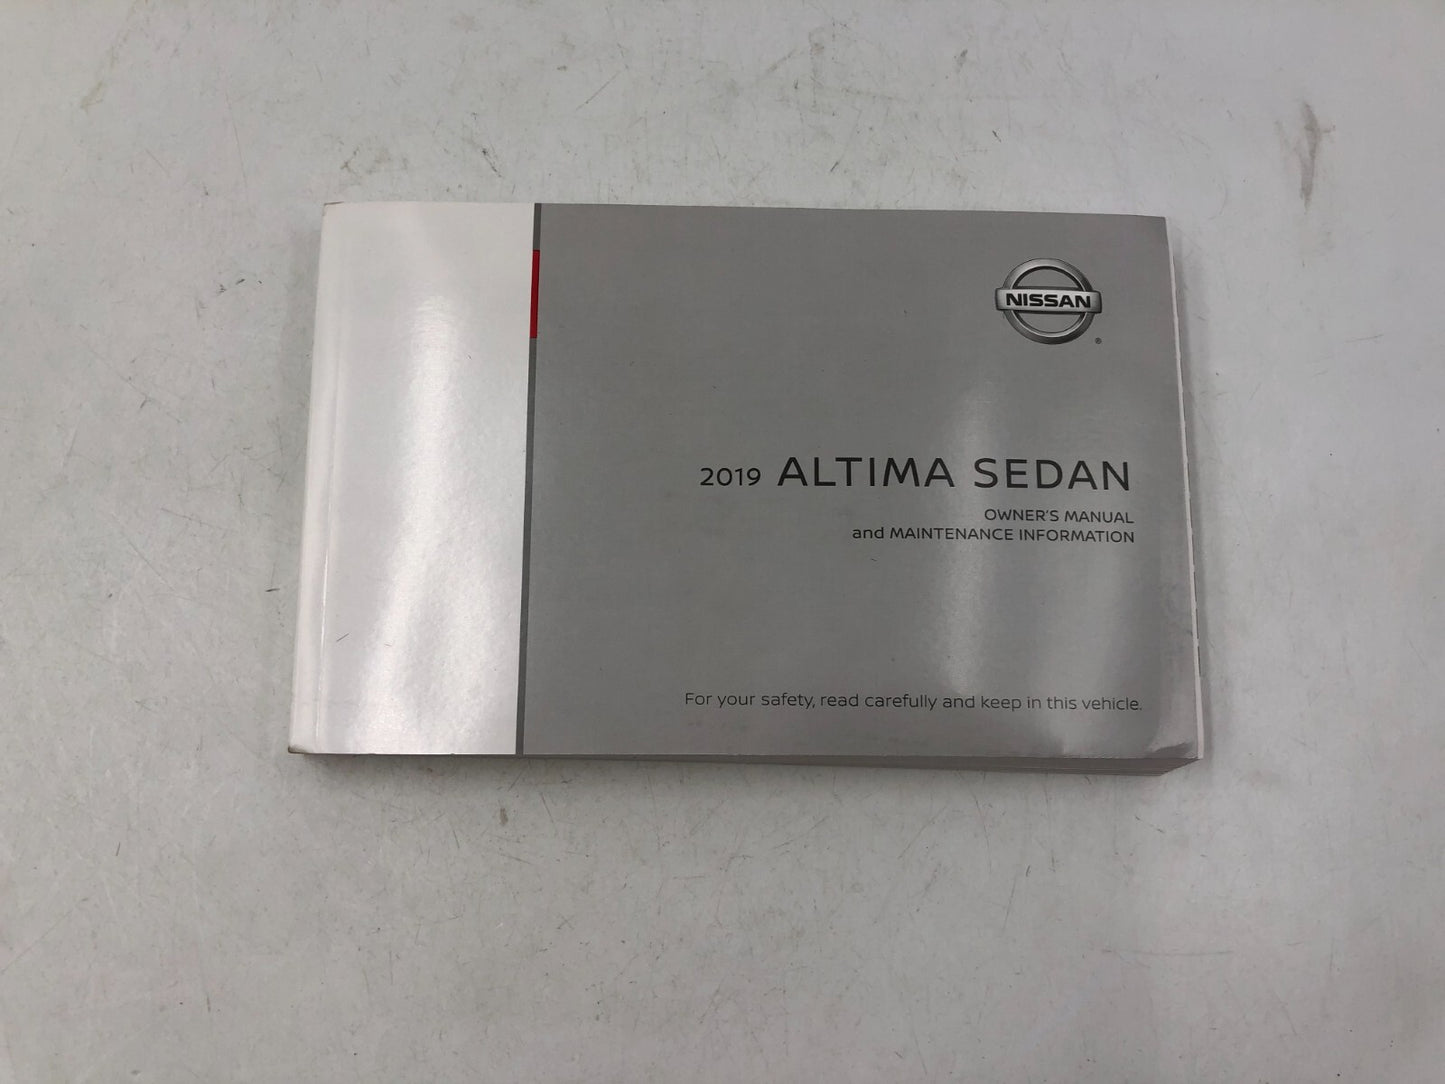 NISSAN
®
2019 ALTIMA SEDAN
OWNER'S MANUAL
and MAINTENANCE INFORMATION
For your safety, read carefully and keep in this vehicle.